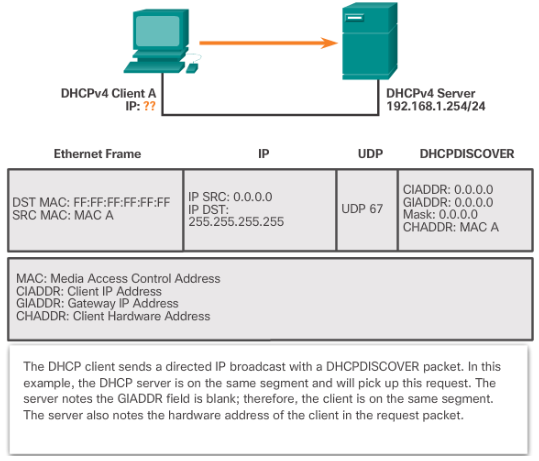 DHCPv4 Client A
IP: ??
DHCPv4 Server
192.168.1.254/24
Ethernet Frame
IP
UDP
DHCPDISCOVER
DST MAC: FF:FF:FF:FF:FF:FF
SRC MAC: MAC A
IP SRC: 0.0.0.0
IP DST:
255.255.255.255
UDP 67
CIADDR: 0.0.0.0
GIADDR: 0.0.0.0
Mask: 0.0.0.0
CHADDR: MAC A
MAC: Media Access Control Address
CIADDR: Client IP Address
GIADDR: Gateway IP Address
CHADDR: Client Hardware Address
The DHCP client sends a directed IP broadcast with a DHCPDISCOVER packet. In this
example, the DHCP server is on the same segment and will pick up this request. The
server notes the GIADDR field is blank; therefore, the client is on the same segment.
The server also notes the hardware address of the client in the request packet.